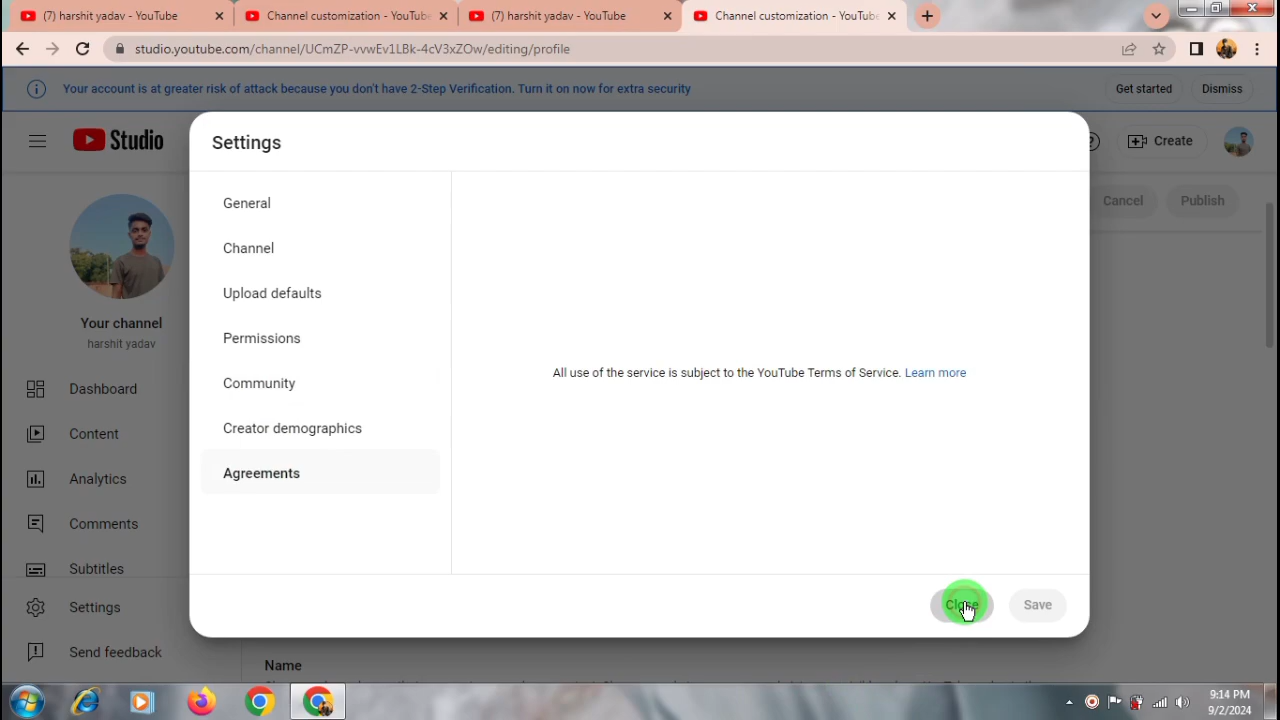 (7) harshit yadav - YouTube
Channel customization - YouTube
(7) harshit yadav - YouTube
Channel customization - YouTube
studio.youtube.com/channel/UCmZP-vvwEv1LBk-4cV3xZOw/editing/profile
Your account is at greater risk of attack because you don't have 2-Step Verification. Turn it on now for extra security
Get started
Dismiss
Studio
Create
Settings
Cancel
Publish
General
Channel
Upload defaults
Permissions
Community
Creator demographics
Agreements
All use of the service is subject to the YouTube Terms of Service. Learn more
Close
Save
Your channel
harshit yadav
Dashboard
Content
Analytics
Comments
Subtitles
Settings
Send feedback
Name
9:14 PM
9/2/2024